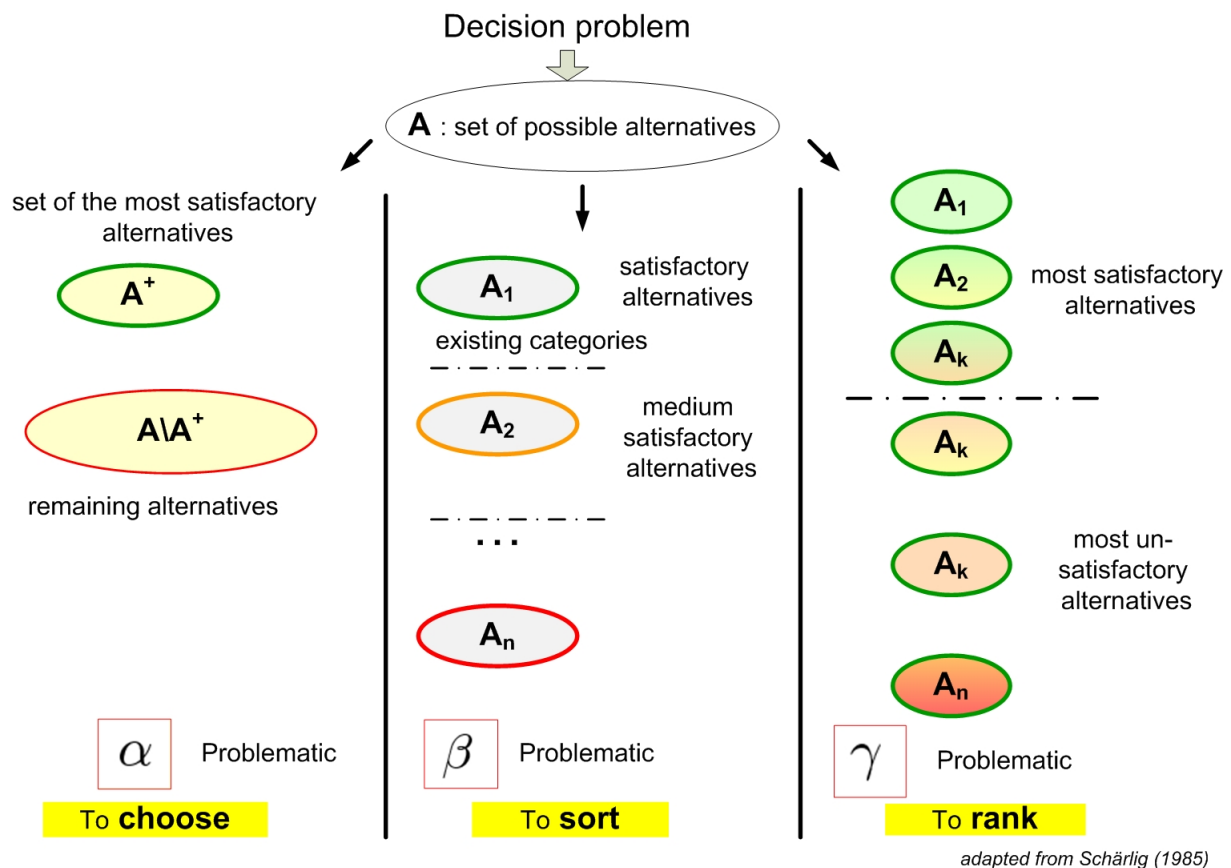 Decision problem
A : set of possible alternatives
set of the most satisfactory
alternatives
A⁺
A\A⁺
remaining alternatives
α Problematic
To choose
A₁
satisfactory
alternatives
existing categories
A₂
medium
satisfactory
alternatives
...
Aₙ
β Problematic
To sort
A₁
A₂
most satisfactory
alternatives
Aₖ
Aₖ
Aₖ
most un-
satisfactory
alternatives
Aₙ
γ Problematic
To rank
adapted from Schärlig (1985)